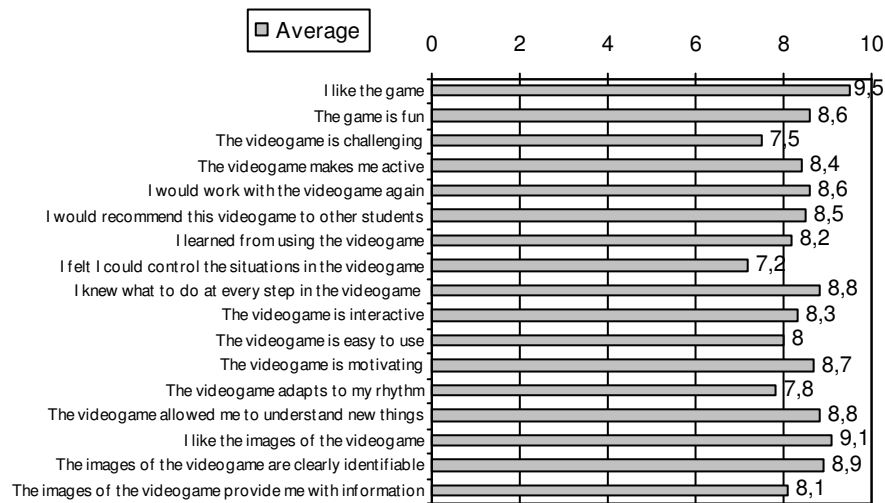 Average
0 2 4 6 8 10
I like the game 9,5
The game is fun 8,6
The videogame is challenging 7,5
The videogame makes me active 8,4
I would work with the videogame again 8,6
I would recommend this videogame to other students 8,5
I learned from using the videogame 8,2
I felt I could control the situations in the videogame 7,2
I knew what to do at every step in the videogame 8,8
The videogame is interactive 8,3
The videogame is easy to use 8
The videogame is motivating 8,7
The videogame adapts to my rhythm 7,8
The videogame allowed me to understand new things 8,8
I like the images of the videogame 9,1
The images of the videogame are clearly identifiable 8,9
The images of the videogame provide me with information 8,1